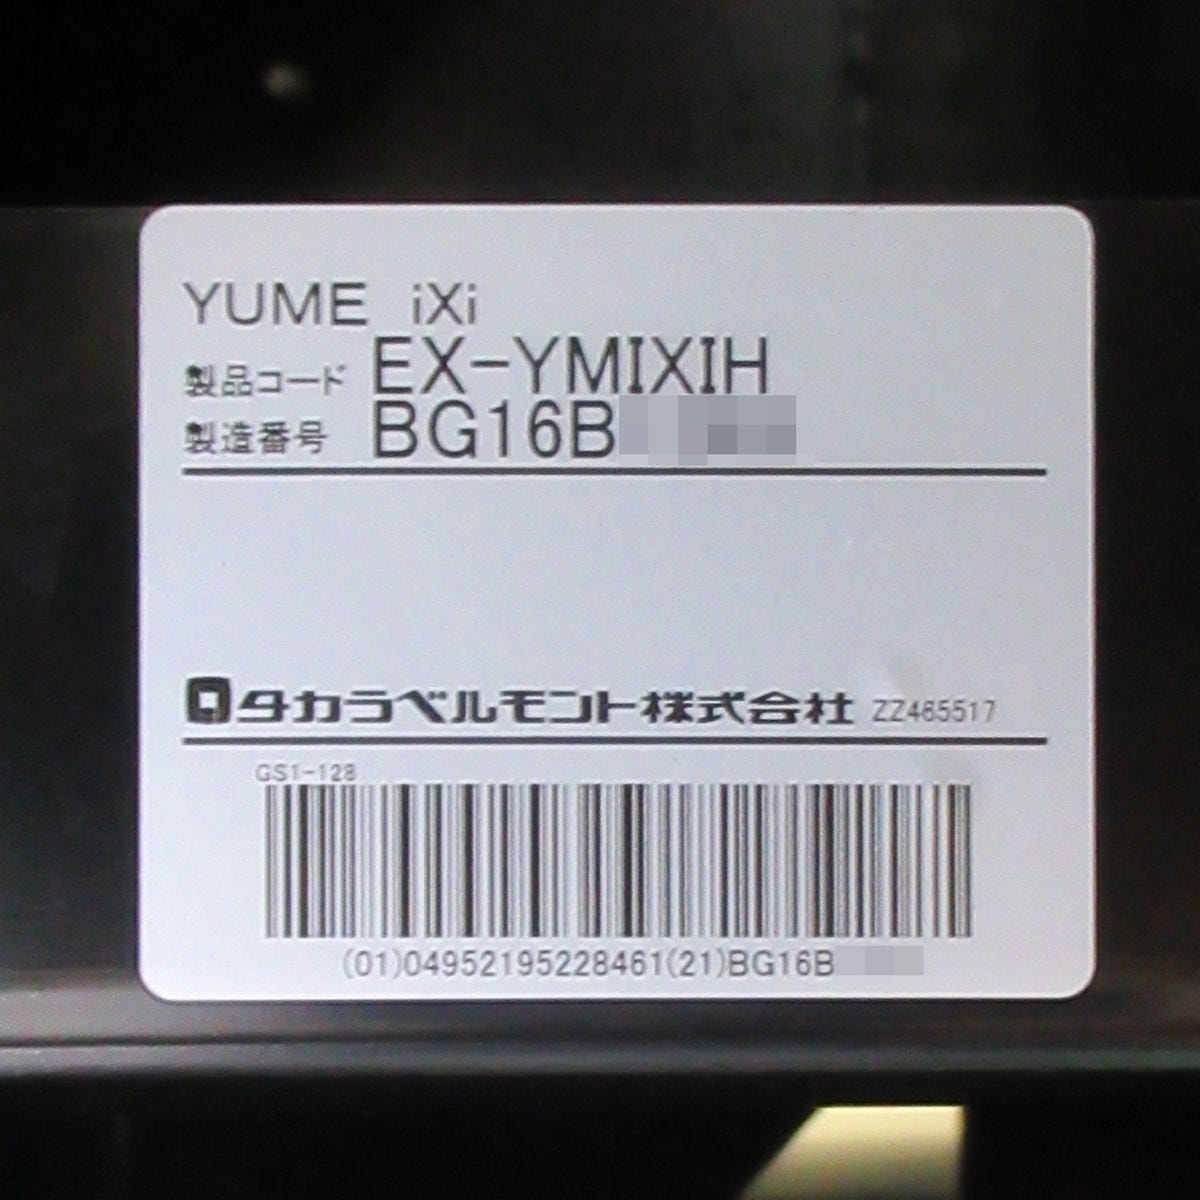 YUME iXi
製品コード EX-YMIXIH
製造番号 BG16B
タカラベルモント株式会社 ZZ465517
GS1-128
(01)04952195228461(21)BG16B